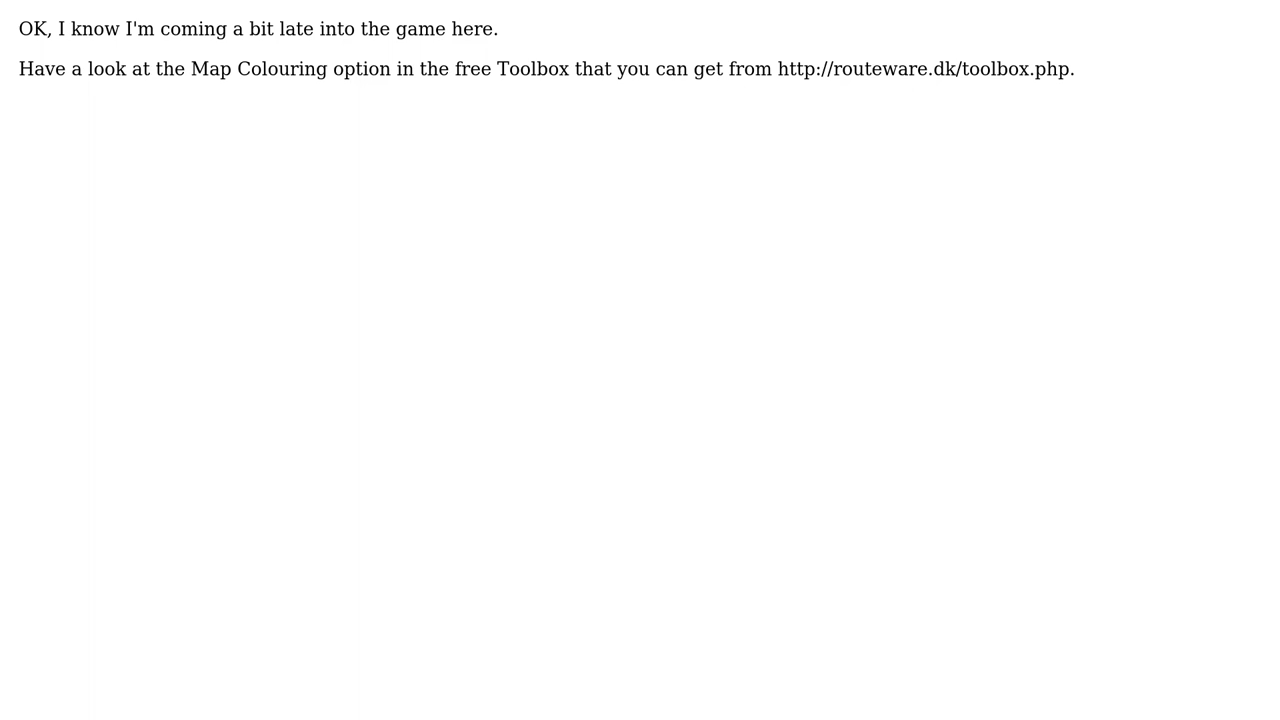 OK, I know I'm coming a bit late into the game here.
Have a look at the Map Colouring option in the free Toolbox that you can get from http://routeware.dk/toolbox.php.